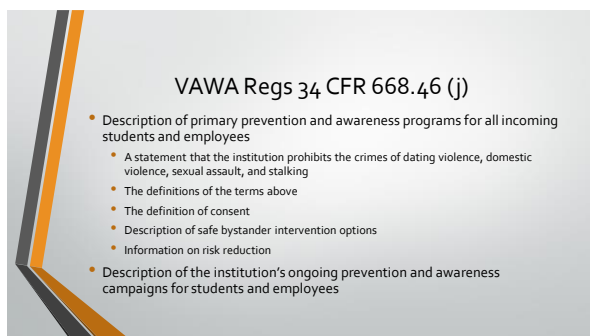 VAWA Regs 34 CFR 668.46 (j)
• Description of primary prevention and awareness programs for all incoming
students and employees
• A statement that the institution prohibits the crimes of dating violence, domestic
violence, sexual assault, and stalking
• The definitions of the terms above
• The definition of consent
• Description of safe bystander intervention options
• Information on risk reduction
• Description of the institution’s ongoing prevention and awareness
campaigns for students and employees